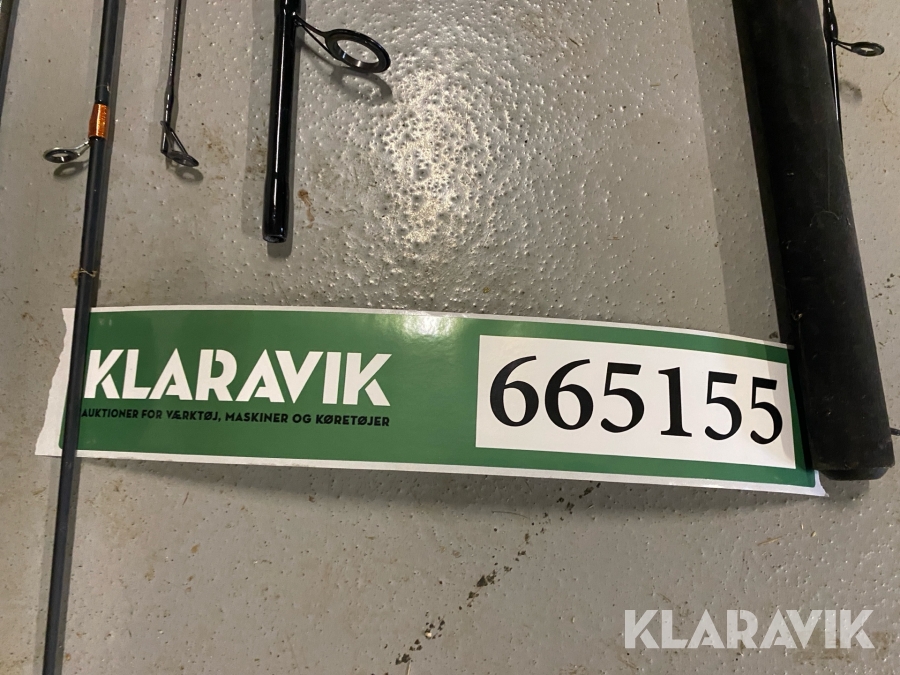 KLARAVIK
AUKTIONER FOR VÆRKTØJ, MASKINER OG KØRETØJER
665155
KLARAVIK